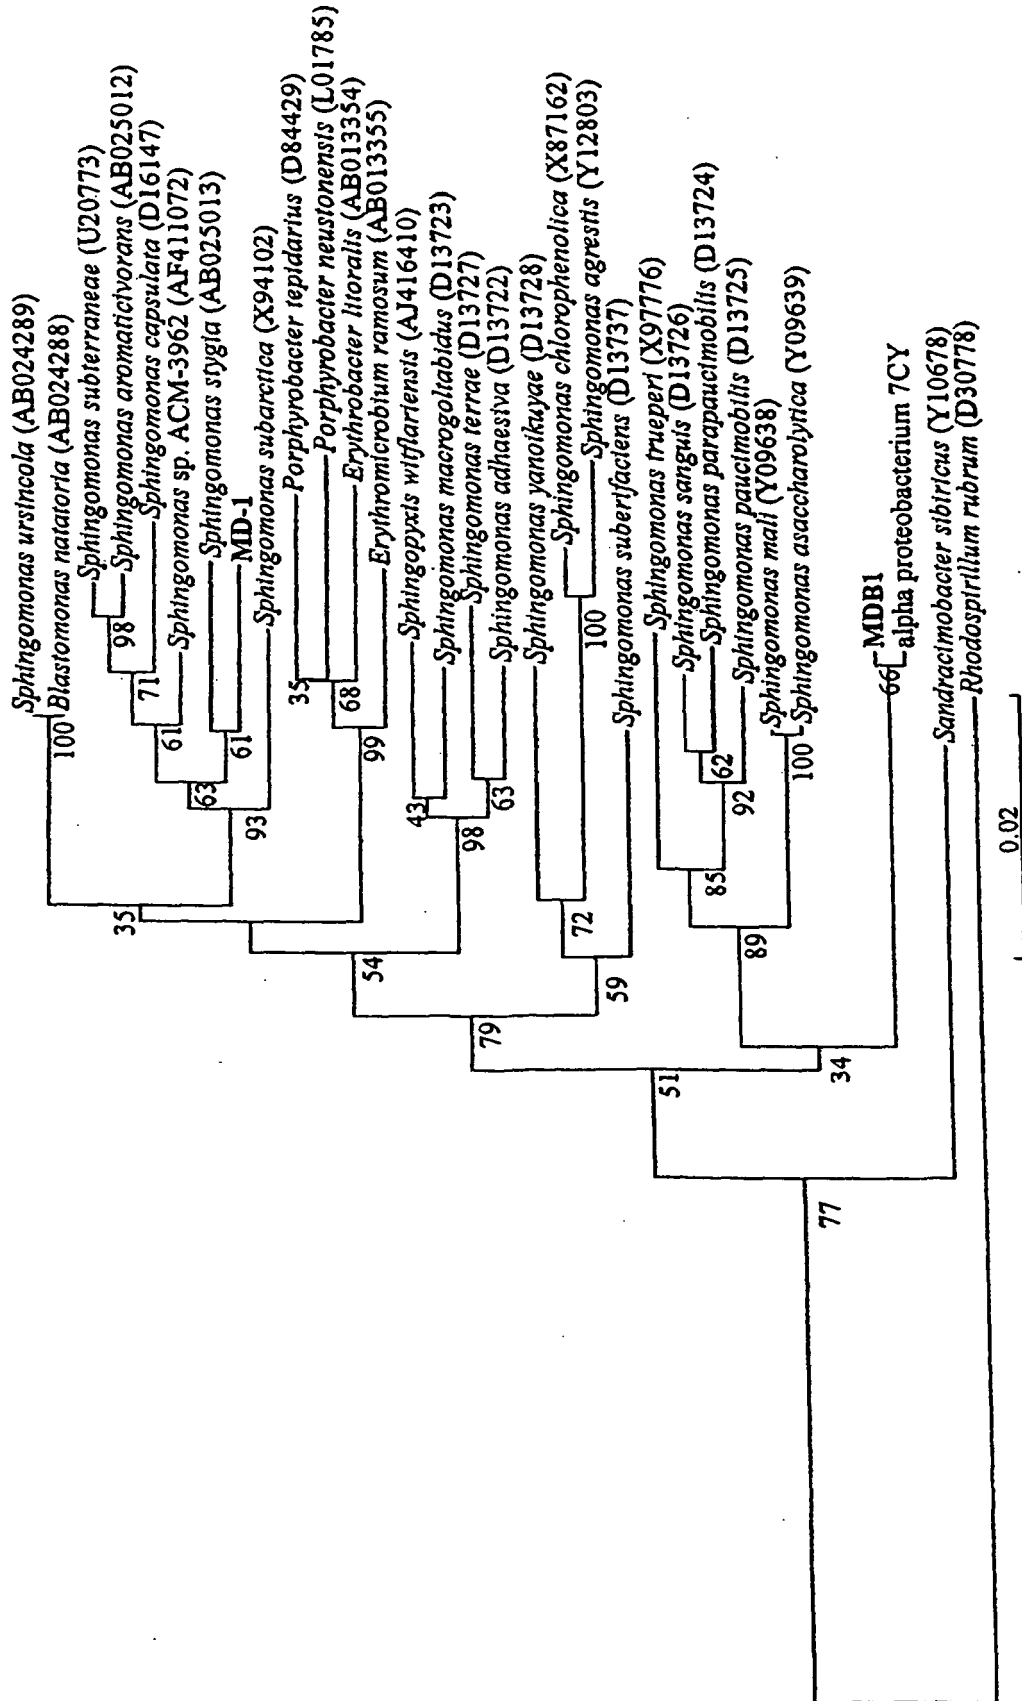 Sphingomonas ursincola (AB024289)
Blastomonas natatoria (AB024288)
Sphingomonas subterraneae (U20773)
Sphingomonas aromaticivorans (AB025012)
Sphingomonas capsulata (D16147)
Sphingomonas sp. ACM-3962 (AF411072)
Sphingomonas stygia (AB025013)
MD-1
Sphingomonas subarctica (X94102)
Porphyrobacter tepidarius (D84429)
Porphyrobacter neustonensis (L01785)
Erythrobacter litoralis (AB013354)
Erythromicrobium ramosum (AB013355)
Sphingopyxis witflariensis (AJ416410)
Sphingomonas macrogoltabidus (D13723)
Sphingomonas terrae (D13727)
Sphingomonas adhaesiva (D13722)
Sphingomonas yanoikuyae (D13728)
Sphingomonas chlorophenolica (X87162)
Sphingomonas agrestis (Y12803)
Sphingomonas suberifaciens (D13737)
Sphingomonas trueperi (X97776)
Sphingomonas sanguis (D13726)
Sphingomonas parapaucimobilis (D13724)
Sphingomonas paucimobilis (D13725)
Sphingomonas mali (Y09638)
Sphingomonas asaccharolytica (Y09639)
MDB1
alpha proteobacterium 7CY
Sandracimobacter sibiricus (Y10678)
Rhodospirillum rubrum (D30778)
100
98
71
61
61
63
93
35
35
68
99
43
63
98
54
100
72
59
79
62
92
85
100
89
66
34
51
77
0.02